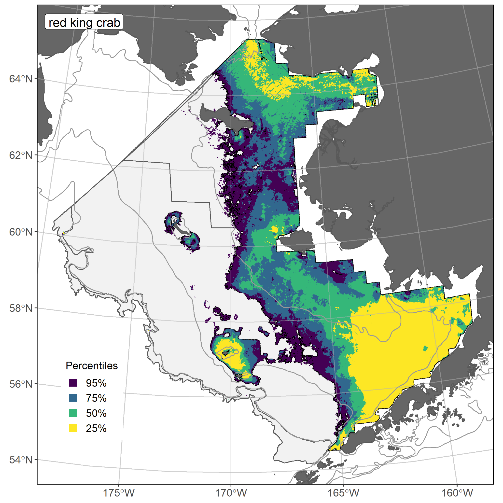 red king crab
64°N
62°N
60°N
58°N
56°N
54°N
Percentiles
95%
75%
50%
25%
175°W
170°W
165°W
160°W